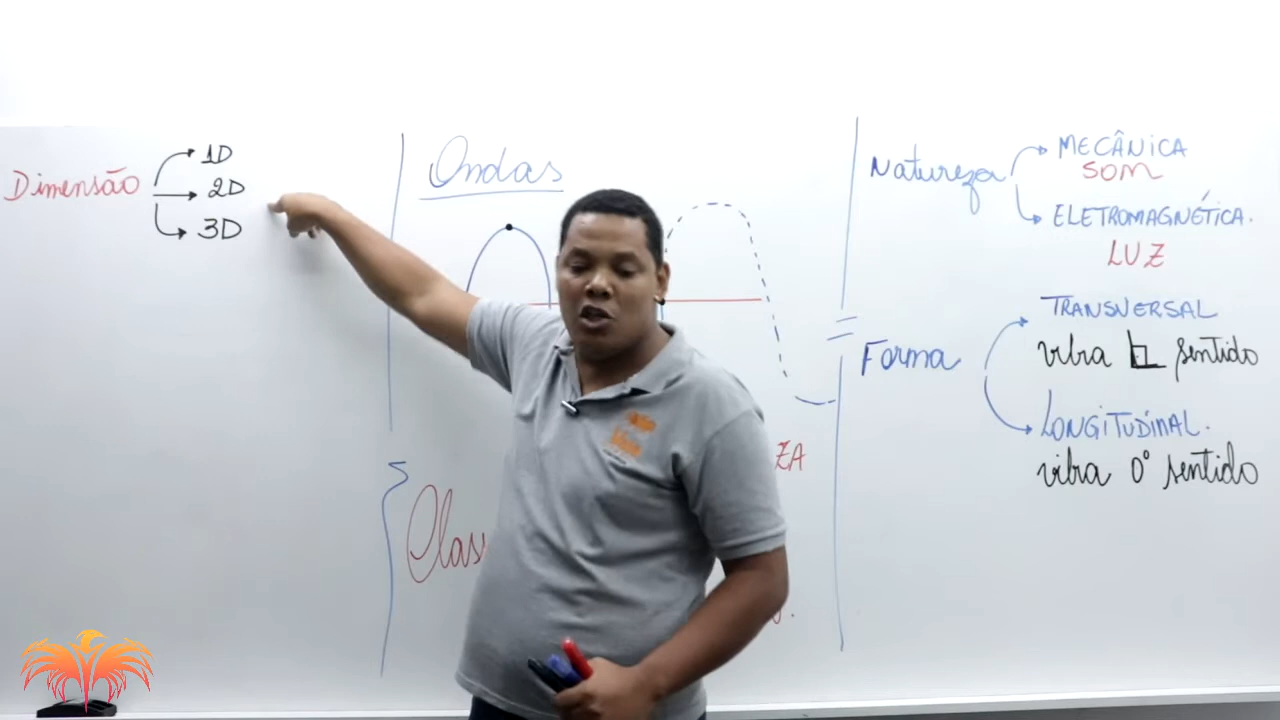 Dimensão
1D
2D
3D
Ondas
ZA
Clas
Natureza
MECÂNICA
SOM
ELETROMAGNÉTICA.
LUZ
Forma
TRANSVERSAL
vibra sentido
LONGITUDINAL.
vibra 0° sentido